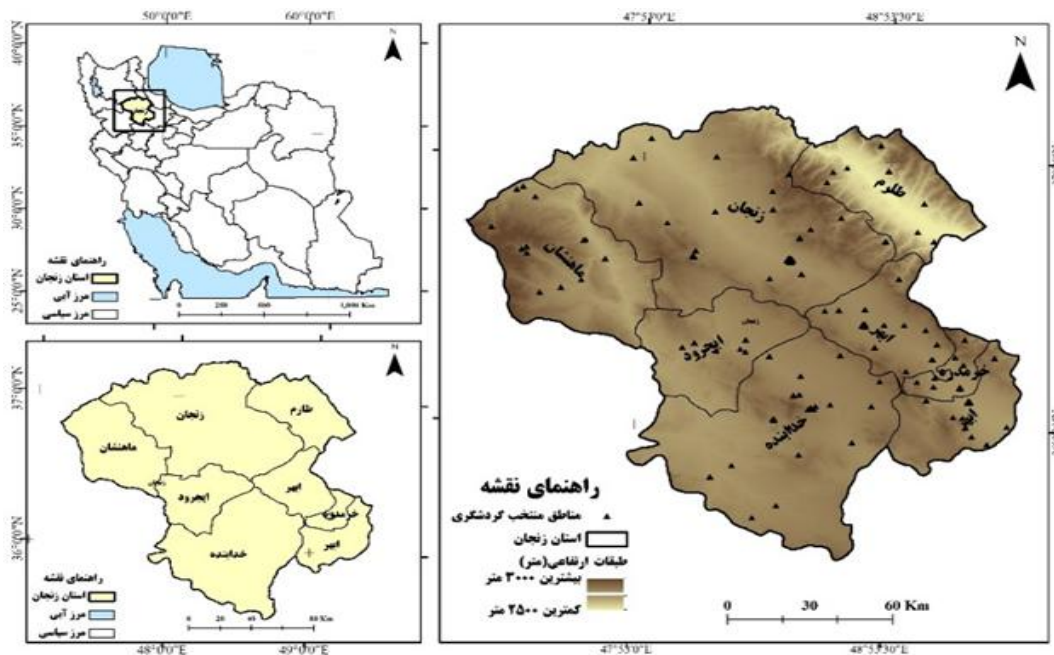 50°0'0"E
60°0'0"E
N
40°0'0"N
35°0'0"N
30°0'0"N
25°0'0"N
راهنمای نقشه
استان زنجان
مرز آبی
مرز سیاسی
0 200 600 1,000 Km
37°0'0"N
36°0'0"N
N
زنجان
طارم
ماهنشان
ایجرود
ابهر
خرمدره
ابهر
خدابنده
راهنمای نقشه
استان زنجان
مرز آبی
مرز سیاسی
0 20 40 80 Km
48°0'0"E
49°0'0"E
47°53'0"E
48°53'30"E
N
طارم
زنجان
ماهنشان
ابهر
ایجرود
زنجان
خرمدره
ابهر
خدابنده
راهنمای نقشه
مناطق منتخب گردشگری
استان زنجان
طبقات ارتفاعی(متر)
بیشترین ۳۰۰۰ متر
کمترین ۲۵۰۰ متر
0 30 60 Km
47°55'0"E
48°55'30"E